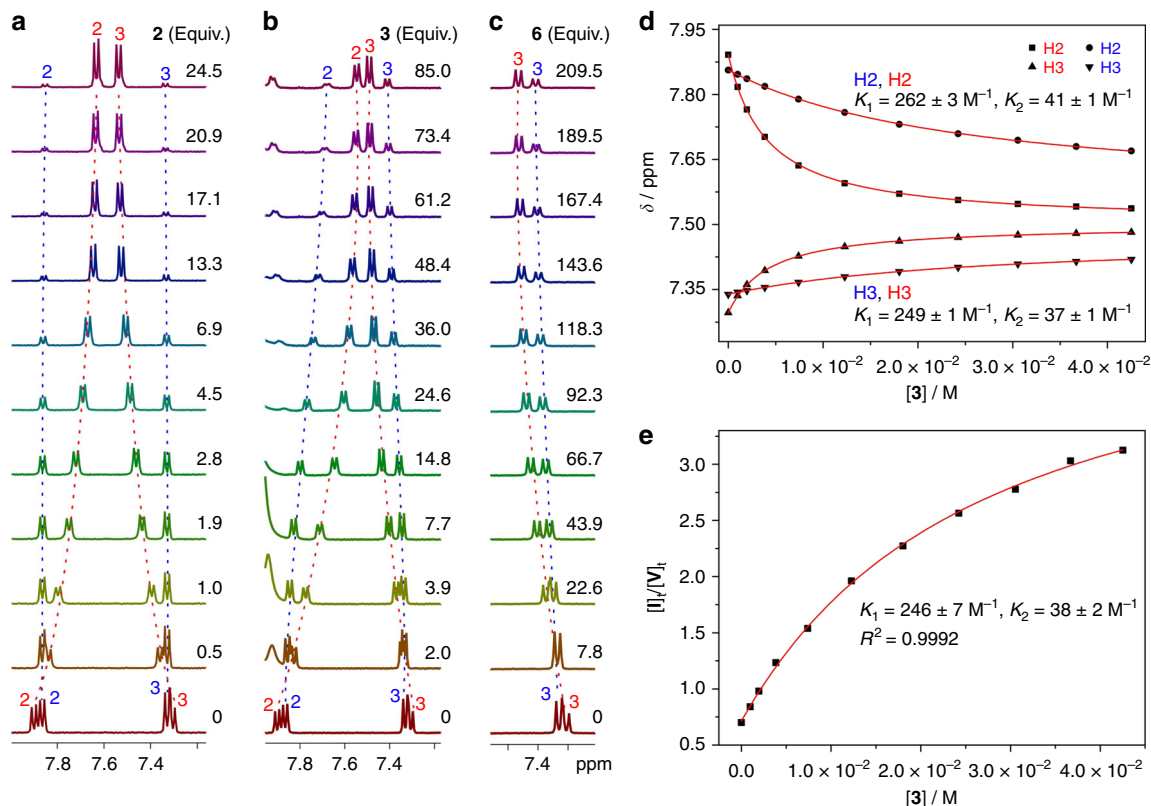 a
2 (Equiv.)
2 2 3 3
24.5
20.9
17.1
13.3
6.9
4.5
2.8
1.9
1.0
0.5
2 2 3 3
0
7.8 7.6 7.4
b
3 (Equiv.)
2 2 3 3
85.0
73.4
61.2
48.4
36.0
24.6
14.8
7.7
3.9
2.0
2 2 3 3
0
7.8 7.6 7.4
c
6 (Equiv.)
3 3
209.5
189.5
167.4
143.6
118.3
92.3
66.7
43.9
22.6
7.8
3 3
0
ppm 7.4
d
7.95
7.80
7.65
7.50
7.35
δ / ppm
H2 H2
H3 H3
H2, H2
K₁ = 262 ± 3 M⁻¹, K₂ = 41 ± 1 M⁻¹
H3, H3
K₁ = 249 ± 1 M⁻¹, K₂ = 37 ± 1 M⁻¹
0.0 1.0 × 10⁻² 2.0 × 10⁻² 3.0 × 10⁻² 4.0 × 10⁻²
[3] / M
e
3.0
2.5
2.0
1.5
1.0
0.5
[I]ₜ/[V]ₜ
K₁ = 246 ± 7 M⁻¹, K₂ = 38 ± 2 M⁻¹
R² = 0.9992
0.0 1.0 × 10⁻² 2.0 × 10⁻² 3.0 × 10⁻² 4.0 × 10⁻²
[3] / M